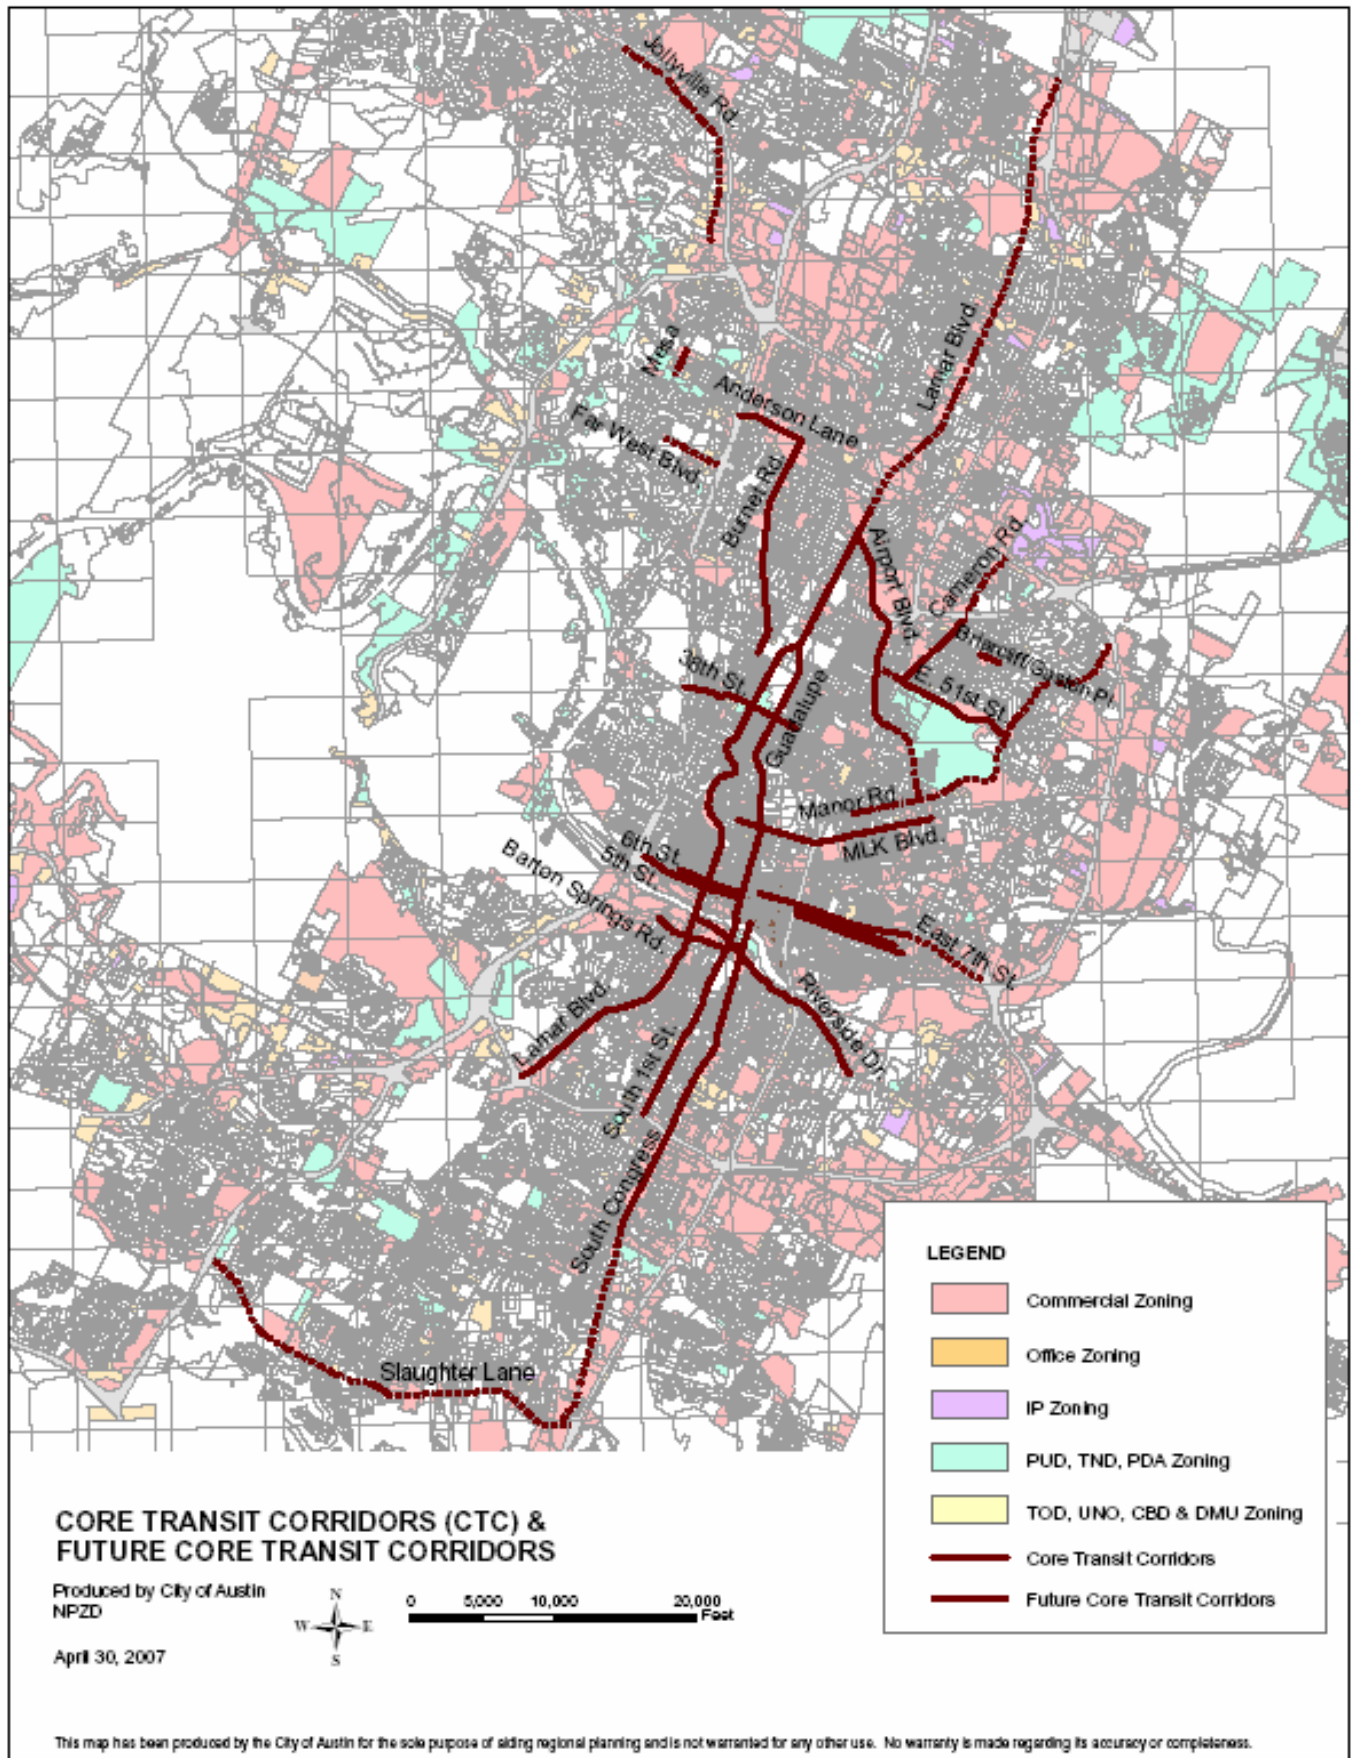 Jollyville Rd.
Lamar Blvd.
Mesa
Anderson Lane
Far West Blvd.
Burnet Rd.
Airport Blvd.
Cameron Rd.
Briarcliff/Gaston Pl.
E. 51st St.
38th St.
Guadalupe
Manor Rd.
MLK Blvd.
6th St.
5th St.
Barton Springs Rd.
East 7th St.
Riverside Dr.
Lamar Blvd.
South 1st St.
South Congress
Slaughter Lane
LEGEND
Commercial Zoning
Office Zoning
IP Zoning
PUD, TND, PDA Zoning
TOD, UNO, CBD & DMU Zoning
Core Transit Corridors
Future Core Transit Corridors
CORE TRANSIT CORRIDORS (CTC) &
FUTURE CORE TRANSIT CORRIDORS
Produced by City of Austin
NPZD
April 30, 2007
N
W E
S
0 5,000 10,000 20,000
Feet
This map has been produced by the City of Austin for the sole purpose of aiding regional planning and is not warranted for any other use. No warranty is made regarding its accuracy or completeness.